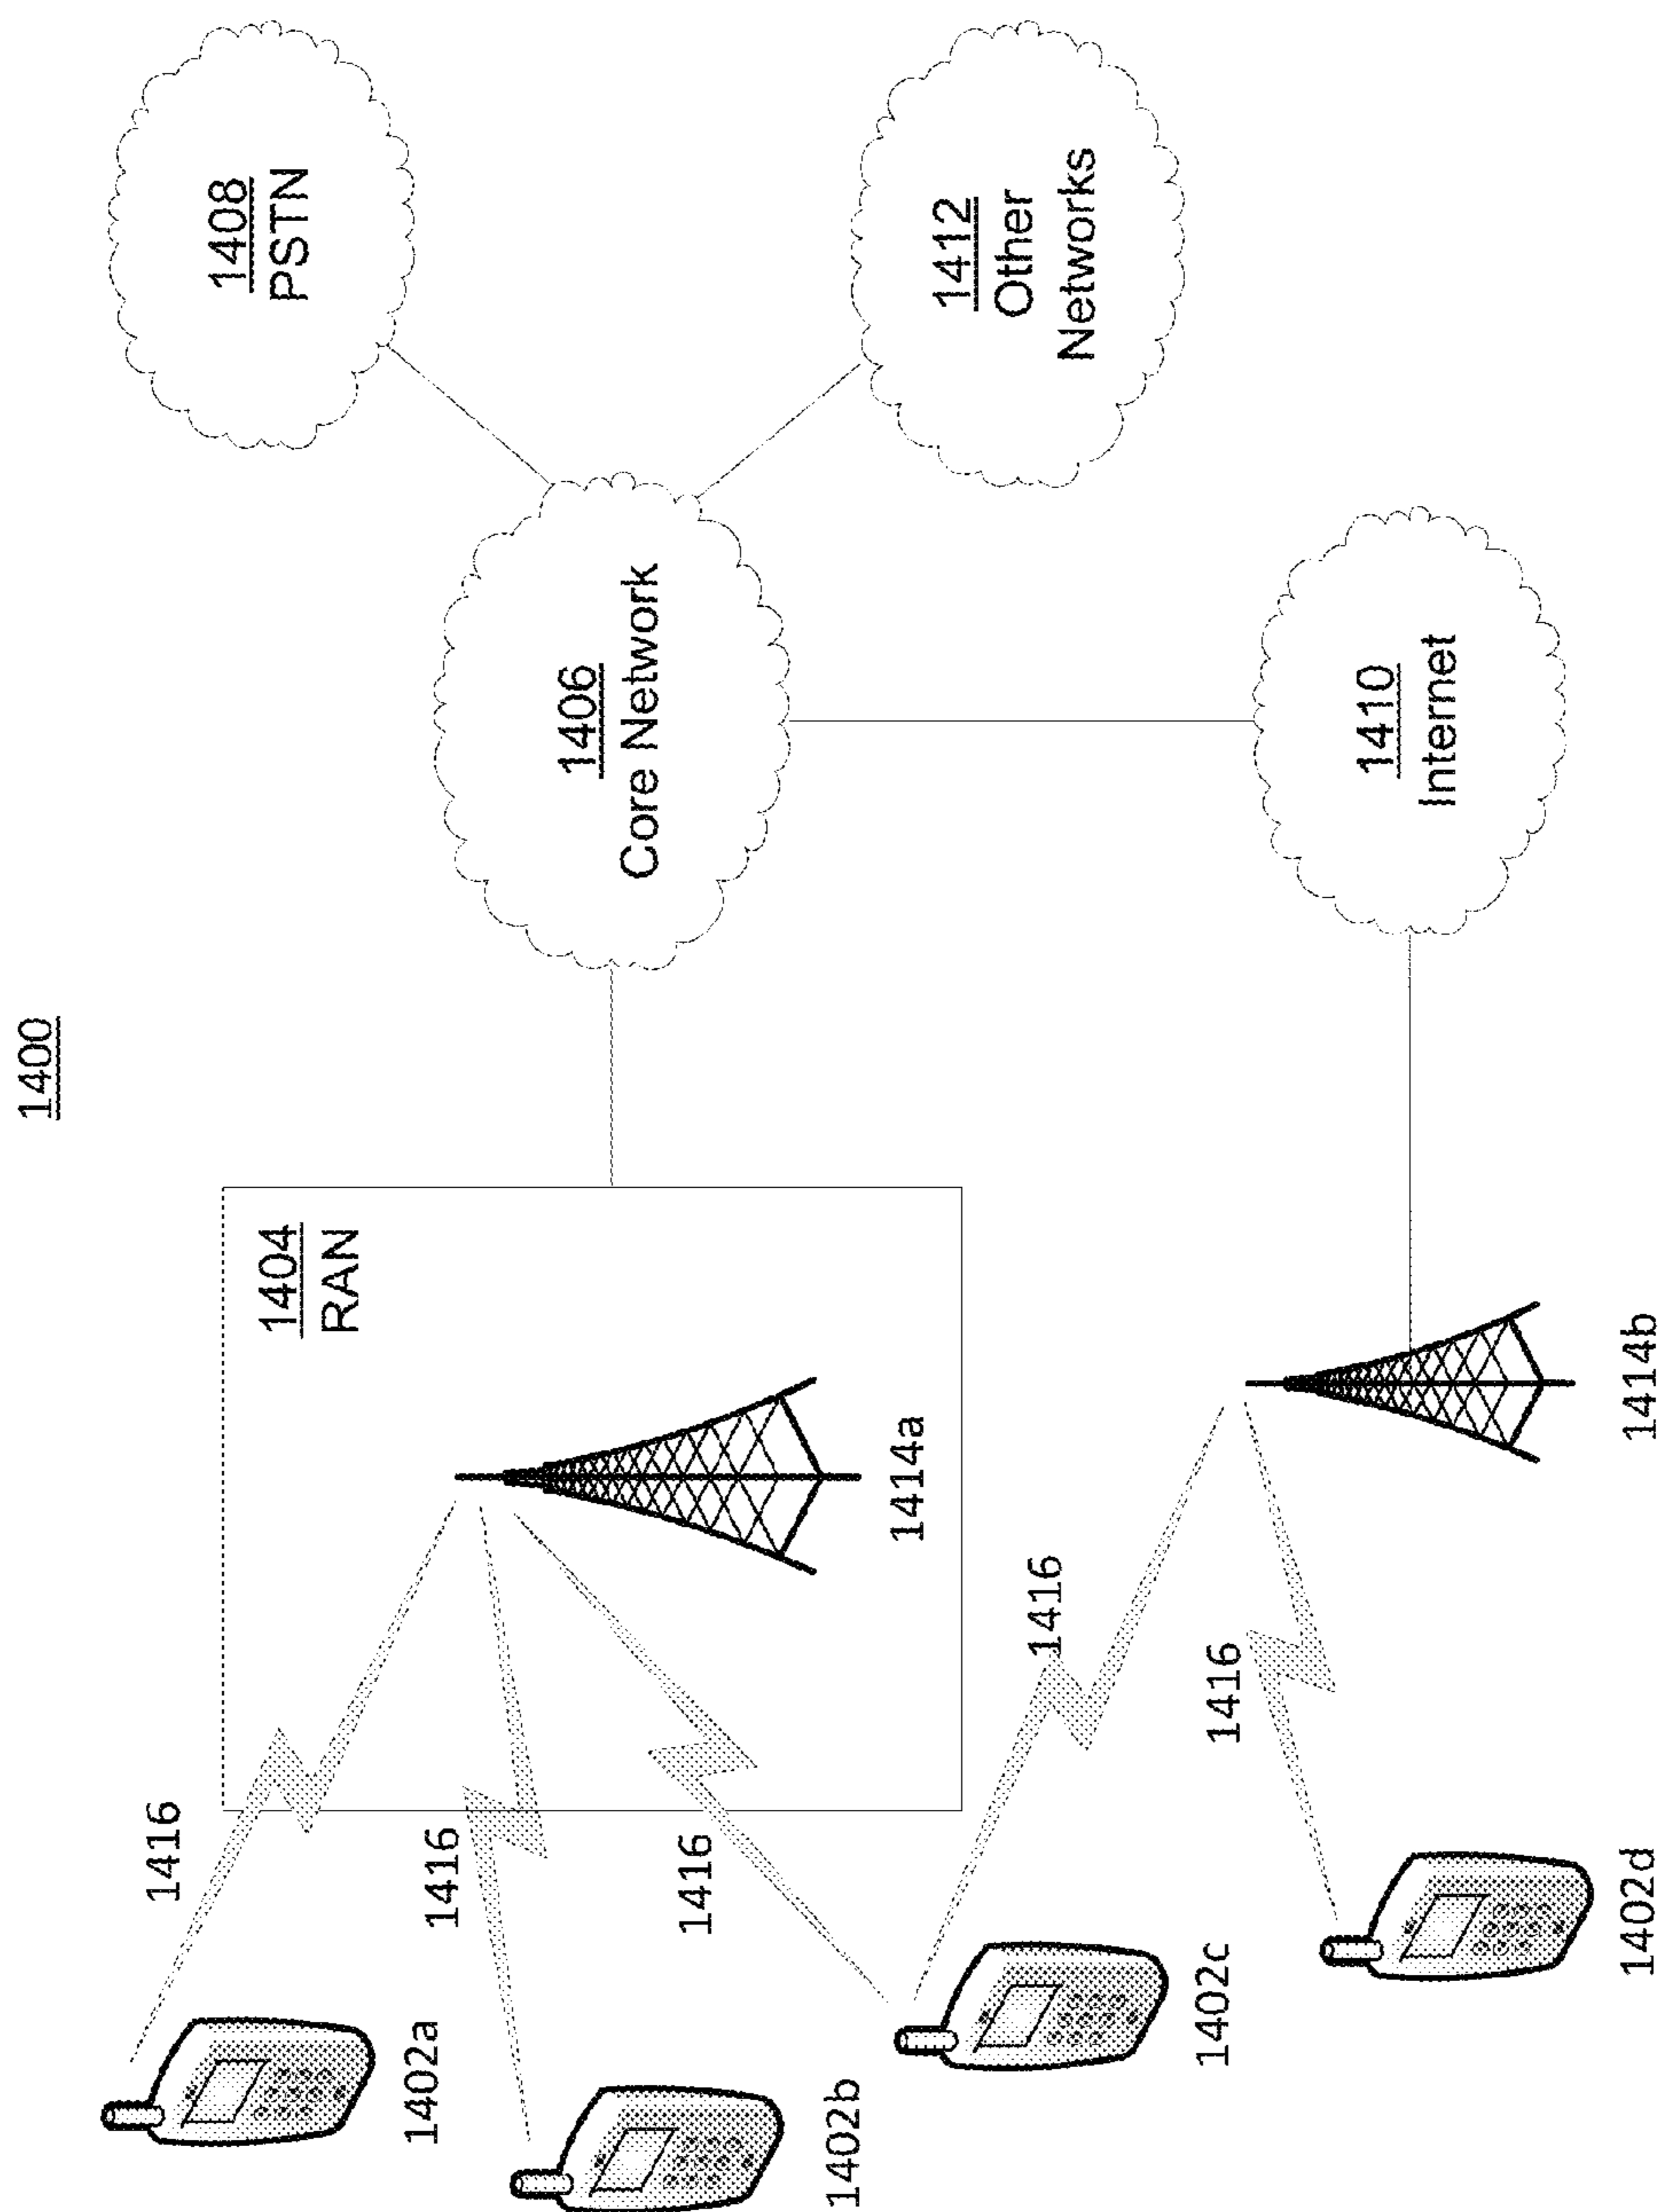 1400
1404
RAN
1414a
1416
1416
1416
1402a
1402b
1402c
1416
1416
1402d
1414b
1406
Core Network
1408
PSTN
1412
Other
Networks
1410
Internet